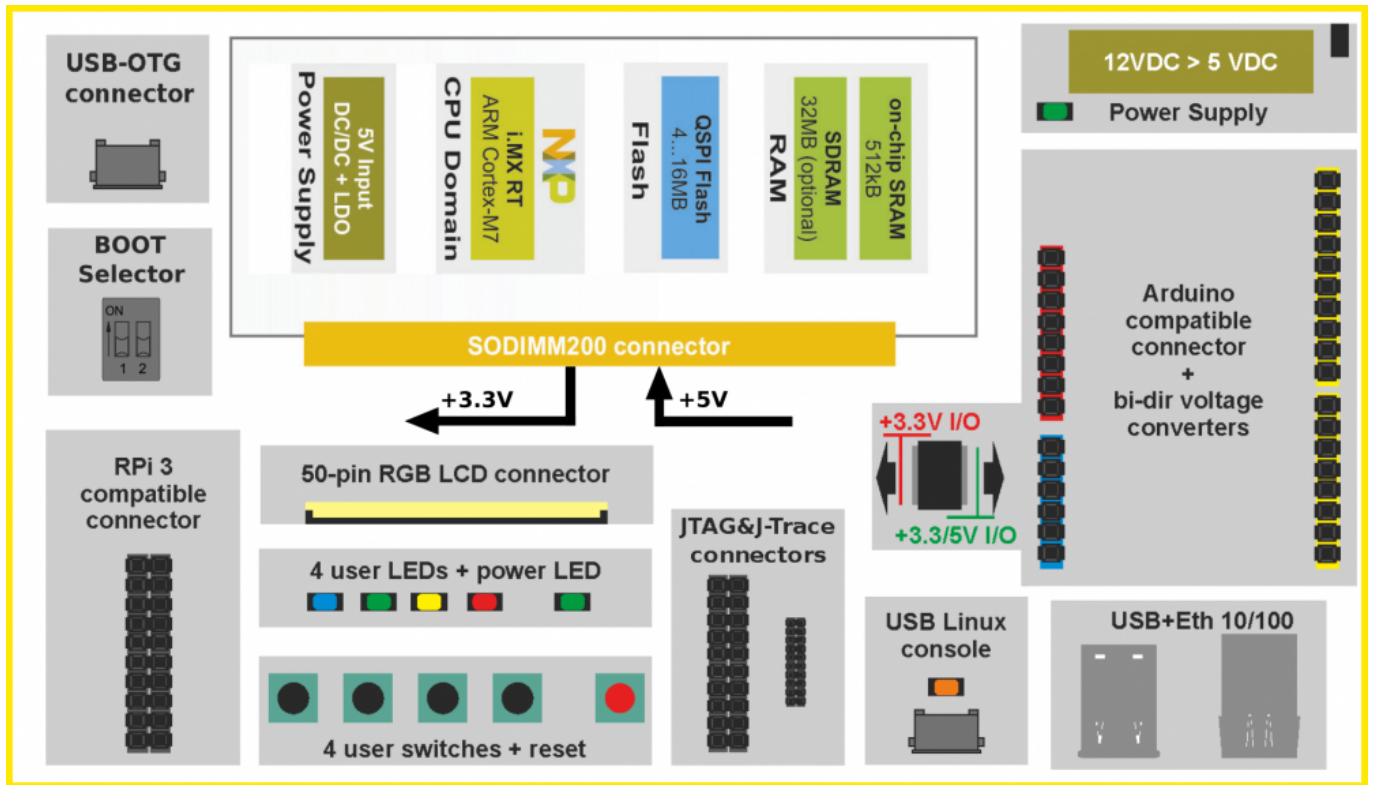 USB-OTG
connector
BOOT
Selector
ON
1 2
Power Supply
5V Input
DC/DC + LDO
CPU Domain
i.MX RT
ARM Cortex-M7
NXP
Flash
QSPI Flash
4...16MB
RAM
SDRAM
32MB (optional)
on-chip SRAM
512kB
SODIMM200 connector
+3.3V
+5V
12VDC > 5 VDC
Power Supply
Arduino
compatible
connector
+
bi-dir voltage
converters
+3.3V I/O
+3.3/5V I/O
RPi 3
compatible
connector
50-pin RGB LCD connector
4 user LEDs + power LED
4 user switches + reset
JTAG&J-Trace
connectors
USB Linux
console
USB+Eth 10/100